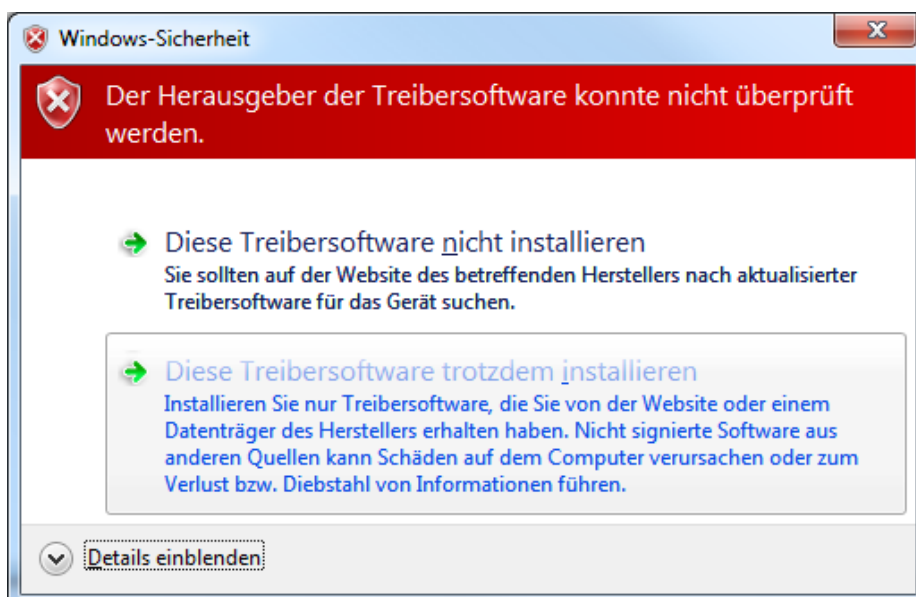 Windows-Sicherheit
Der Herausgeber der Treibersoftware konnte nicht überprüft
werden.
Diese Treibersoftware nicht installieren
Sie sollten auf der Website des betreffenden Herstellers nach aktualisierter
Treibersoftware für das Gerät suchen.
Diese Treibersoftware trotzdem installieren
Installieren Sie nur Treibersoftware, die Sie von der Website oder einem
Datenträger des Herstellers erhalten haben. Nicht signierte Software aus
anderen Quellen kann Schäden auf dem Computer verursachen oder zum
Verlust bzw. Diebstahl von Informationen führen.
Details einblenden